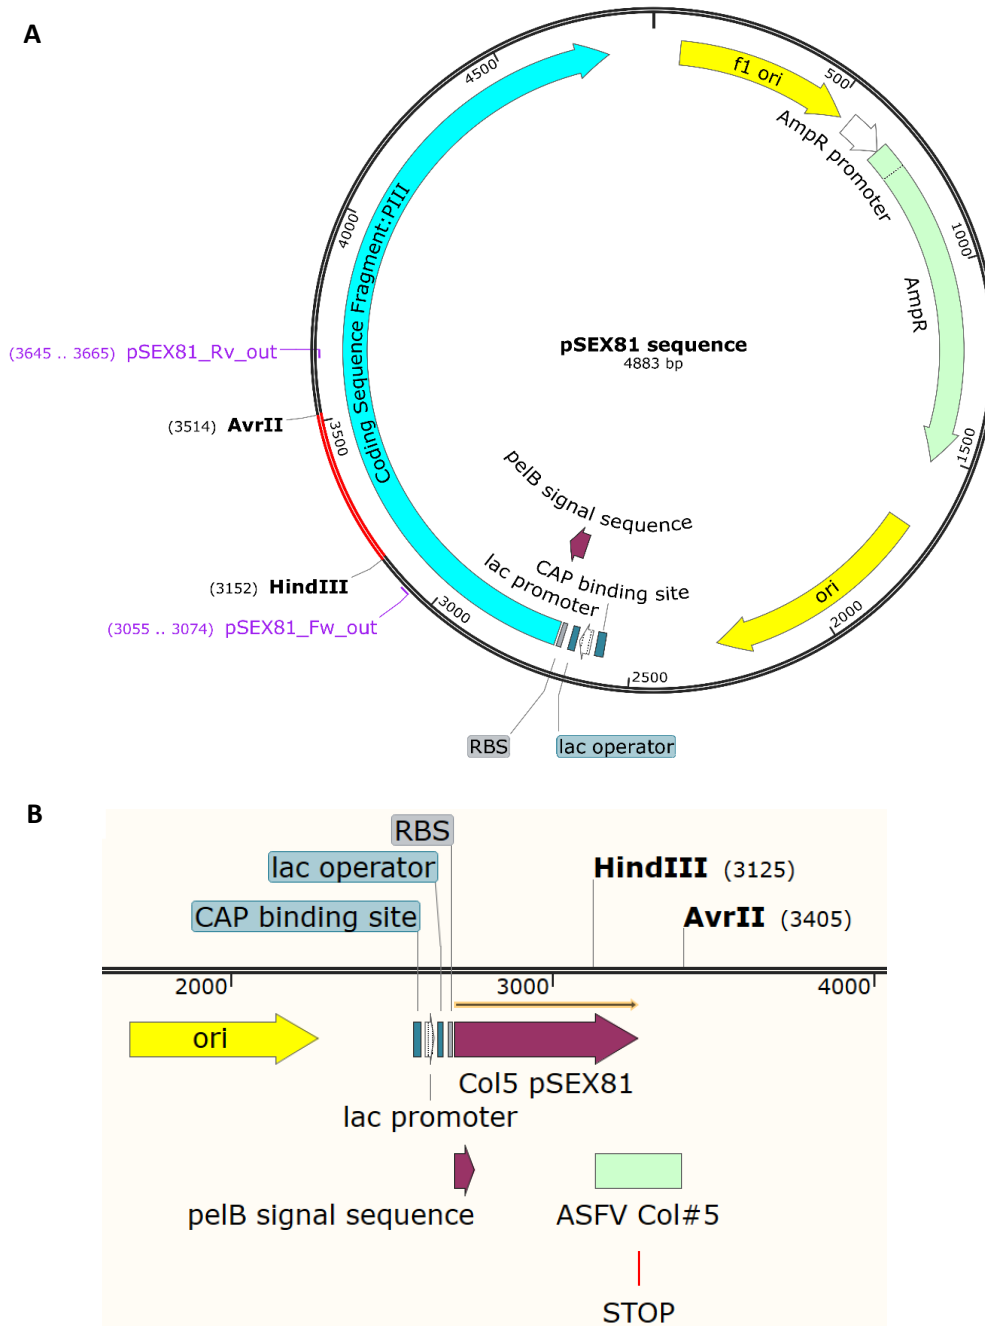 A
4500
f1 ori
500
AmpR promoter
4000
1000
Coding Sequence Fragment:PIII
AmpR
pSEX81 sequence
4883 bp
(3645 .. 3665) pSEX81_Rv_out
(3514) AvrII
3500
1500
pelB signal sequence
CAP binding site
lac promoter
ori
(3152) HindIII
3000
2000
(3055 .. 3074) pSEX81_Fw_out
2500
RBS
lac operator
B
RBS
lac operator
HindIII (3125)
CAP binding site
AvrII (3405)
2000
3000
4000
ori
Col5 pSEX81
lac promoter
pelB signal sequence
ASFV Col#5
STOP